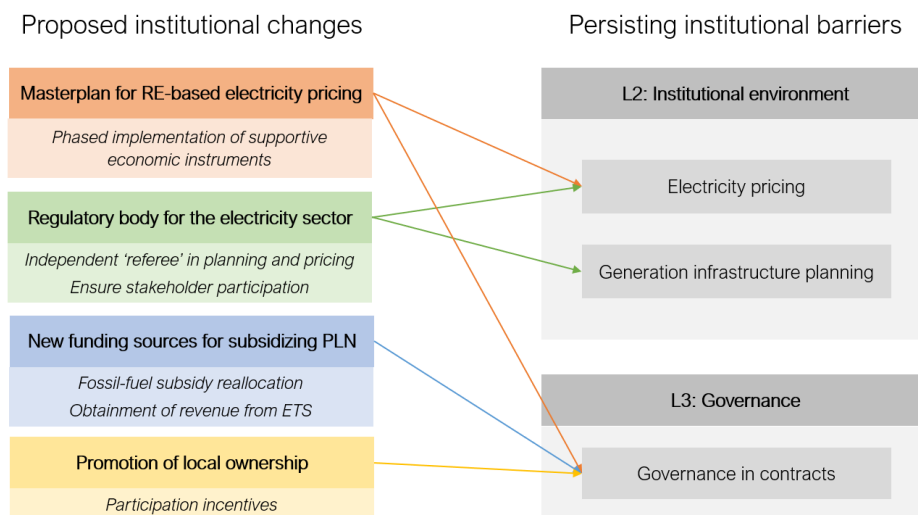 Proposed institutional changes
Masterplan for RE-based electricity pricing
Phased implementation of supportive
economic instruments
Regulatory body for the electricity sector
Independent ‘referee’ in planning and pricing
Ensure stakeholder participation
New funding sources for subsidizing PLN
Fossil-fuel subsidy reallocation
Obtainment of revenue from ETS
Promotion of local ownership
Participation incentives
Persisting institutional barriers
L2: Institutional environment
Electricity pricing
Generation infrastructure planning
L3: Governance
Governance in contracts